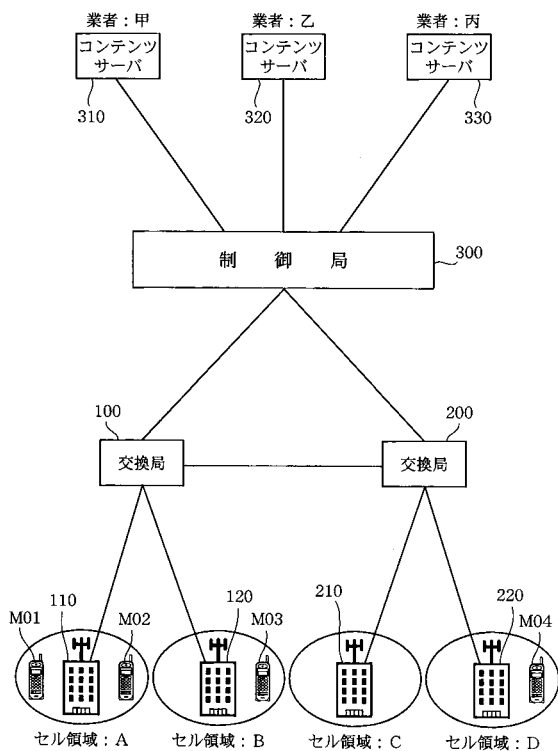 業者:甲
業者:乙
業者:丙
コンテンツ
サーバ
コンテンツ
サーバ
コンテンツ
サーバ
310
320
330
制御局
300
100
200
交換局
交換局
M01
110
M02
120
M03
210
220
M04
セル領域:A
セル領域:B
セル領域:C
セル領域:D